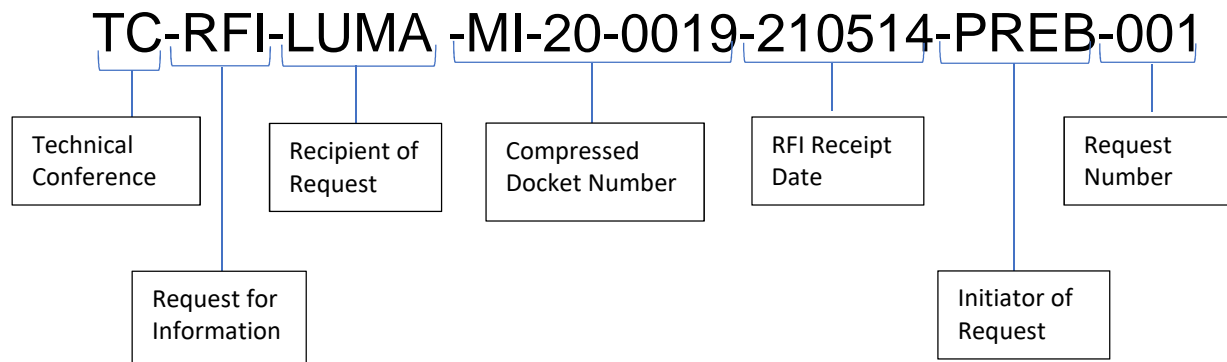 TC-RFI-LUMA -MI-20-0019-210514-PREB-001
Technical
Conference
Recipient of
Request
Compressed
Docket Number
RFI Receipt
Date
Request
Number
Request for
Information
Initiator of
Request